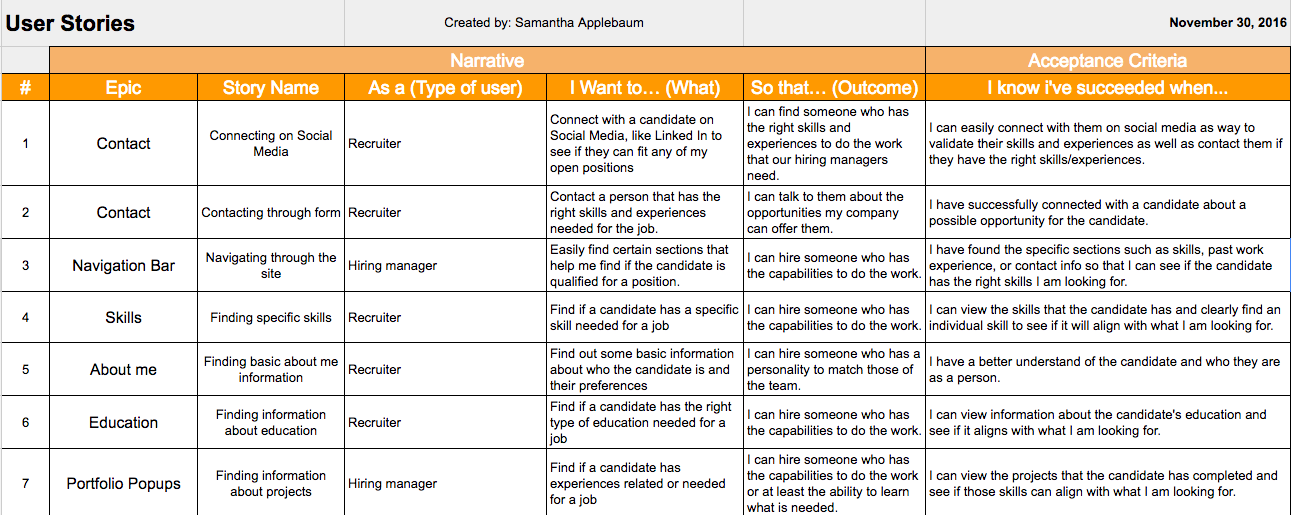 User Stories
Created by: Samantha Applebaum
November 30, 2016
Narrative
Acceptance Criteria
#
Epic
Story Name
As a (Type of user)
I Want to… (What)
So that… (Outcome)
I know i've succeeded when...
1
Contact
Connecting on Social
Media
Recruiter
Connect with a candidate on
Social Media, like Linked In to
see if they can fit any of my
open positions
I can find someone who has
the right skills and
experiences to do the work
that our hiring managers
need.
I can easily connect with them on social media as way to
validate their skills and experiences as well as contact them if
they have the right skills/experiences.
2
Contact
Contacting through form
Recruiter
Contact a person that has the
right skills and experiences
needed for the job.
I can talk to them about the
opportunities my company
can offer them.
I have successfully connected with a candidate about a
possible opportunity for the candidate.
3
Navigation Bar
Navigating through the
site
Hiring manager
Easily find certain sections that
help me find if the candidate is
qualified for a position.
I can hire someone who has
the capabilities to do the work.
I have found the specific sections such as skills, past work
experience, or contact info so that I can see if the candidate
has the right skills I am looking for.
4
Skills
Finding specific skills
Recruiter
Find if a candidate has a specific
skill needed for a job
I can hire someone who has
the capabilities to do the work.
I can view the skills that the candidate has and clearly find an
individual skill to see if it will align with what I am looking for.
5
About me
Finding basic about me
information
Recruiter
Find out some basic information
about who the candidate is and
their preferences
I can hire someone who has a
personality to match those of
the team.
I have a better understand of the candidate and who they are
as a person.
6
Education
Finding information
about education
Recruiter
Find if a candidate has the right
type of education needed for a
job
I can hire someone who has
the capabilities to do the work.
I can view information about the candidate's education and
see if it aligns with what I am looking for.
7
Portfolio Popups
Finding information
about projects
Hiring manager
Find if a candidate has
experiences related or needed
for a job
I can hire someone who has
the capabilities to do the work
or at least the ability to learn
what is needed.
I can view the projects that the candidate has completed and
see if those skills can align with what I am looking for.